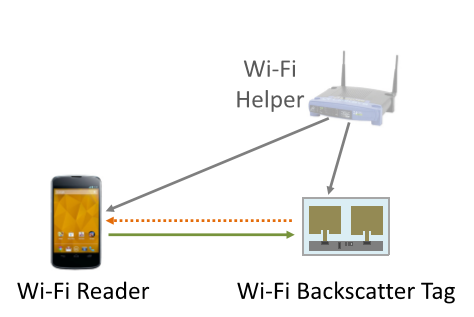 Wi-Fi
Helper
Wi-Fi Reader
Wi-Fi Backscatter Tag